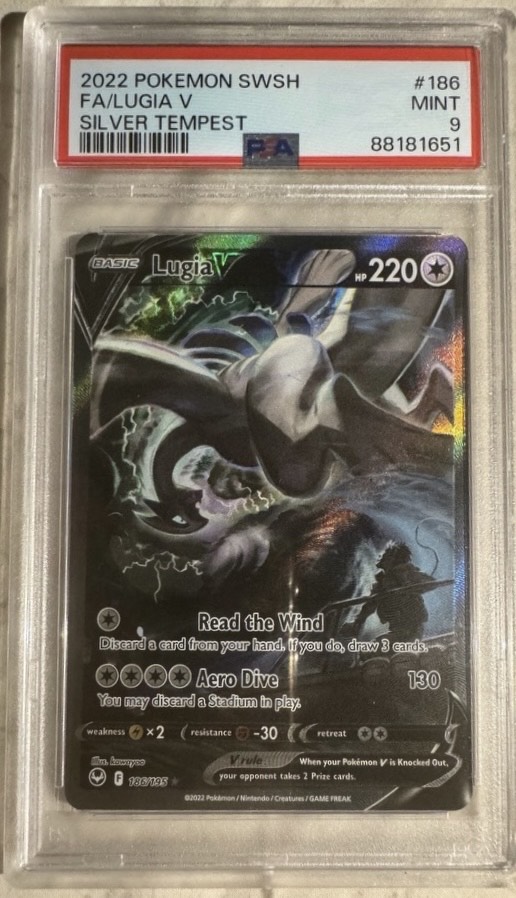 2022 POKEMON SWSH #186
FA/LUGIA V MINT
SILVER TEMPEST 9
PSA 88181651
BASIC Lugia V HP 220
Read the Wind
Discard a card from your hand. If you do, draw 3 cards.
Aero Dive 130
You may discard a Stadium in play.
weakness ×2 resistance -30 retreat
Illus. kawayoo V rule When your Pokémon V is Knocked Out,
F 186/195 ★ your opponent takes 2 Prize cards.
©2022 Pokémon / Nintendo / Creatures / GAME FREAK